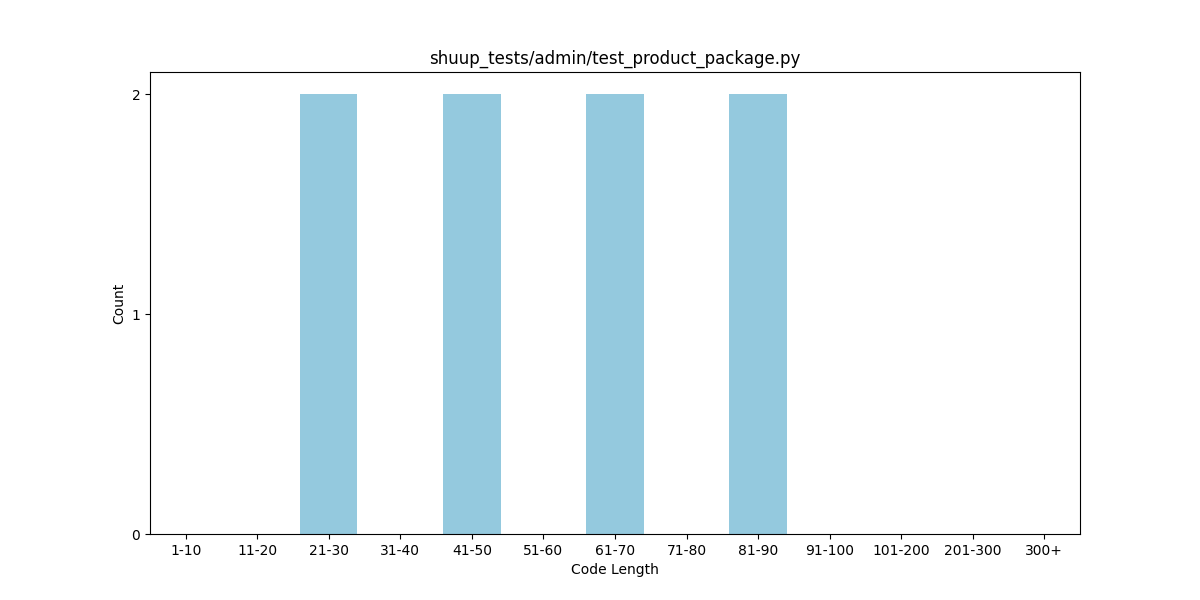 shuup_tests/admin/test_product_package.py
2
1
0
Count
1-10 11-20 21-30 31-40 41-50 51-60 61-70 71-80 81-90 91-100 101-200 201-300 300+
Code Length